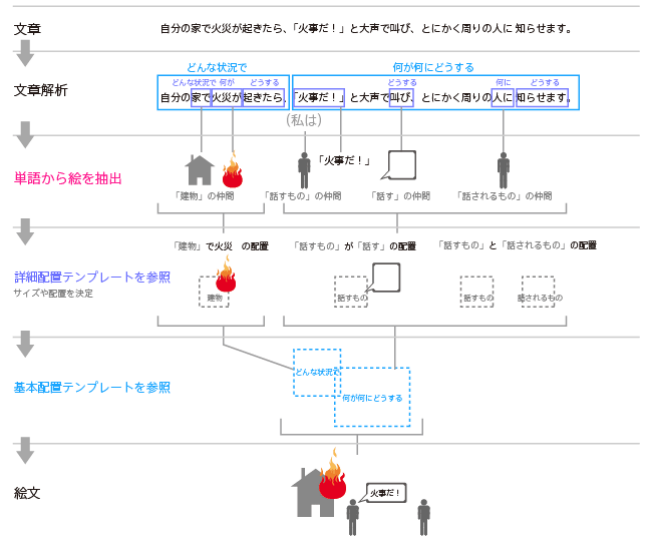 文章
自分の家で火災が起きたら、「火事だ！」と大声で叫び、とにかく周りの人に 知らせます。
どんな状況で
何が何にどうする
文章解析
どんな状況で 何が どうする
どうする
何に どうする
自分の家で火災が起きたら、「火事だ！」と大声で叫び、とにかく周りの人に 知らせます。
(私は)
単語から絵を抽出
「火事だ！」
「建物」の仲間
「話すもの」の仲間
「話す」の仲間
「話されるもの」の仲間
「建物」で火災 の配置
「話すもの」が「話す」の配置
「話すもの」と「話されるもの」の配置
詳細配置テンプレートを参照
サイズや配置を決定
建物
話すもの
話すもの
話されるもの
基本配置テンプレートを参照
どんな状況で
何が何にどうする
絵文
火事だ！